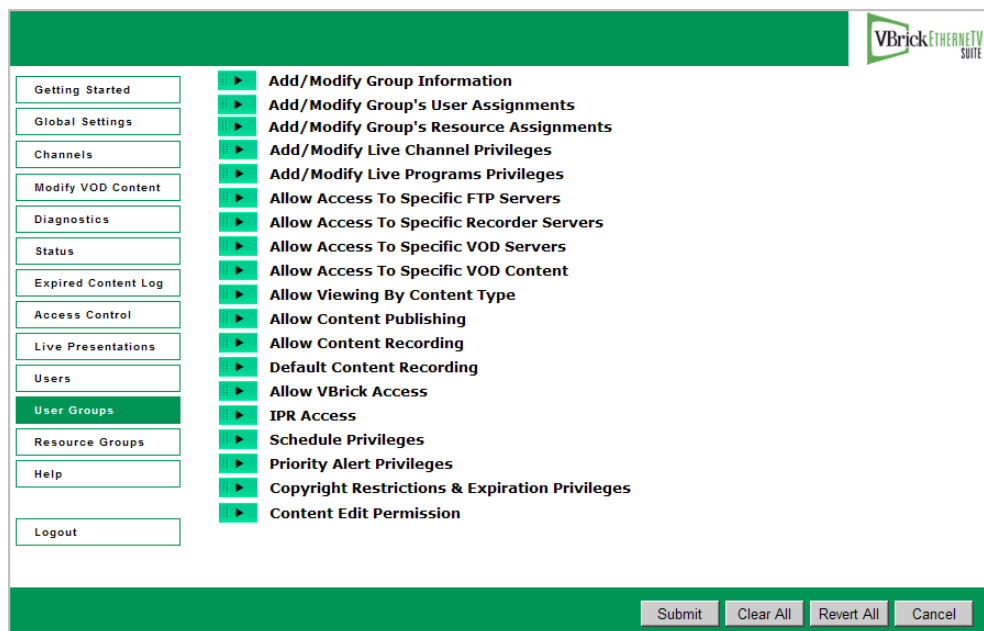 VBrick ETHERNETV
SUITE
Getting Started
Global Settings
Channels
Modify VOD Content
Diagnostics
Status
Expired Content Log
Access Control
Live Presentations
Users
User Groups
Resource Groups
Help
Logout
Add/Modify Group Information
Add/Modify Group's User Assignments
Add/Modify Group's Resource Assignments
Add/Modify Live Channel Privileges
Add/Modify Live Programs Privileges
Allow Access To Specific FTP Servers
Allow Access To Specific Recorder Servers
Allow Access To Specific VOD Servers
Allow Access To Specific VOD Content
Allow Viewing By Content Type
Allow Content Publishing
Allow Content Recording
Default Content Recording
Allow VBrick Access
IPR Access
Schedule Privileges
Priority Alert Privileges
Copyright Restrictions & Expiration Privileges
Content Edit Permission
Submit Clear All Revert All Cancel